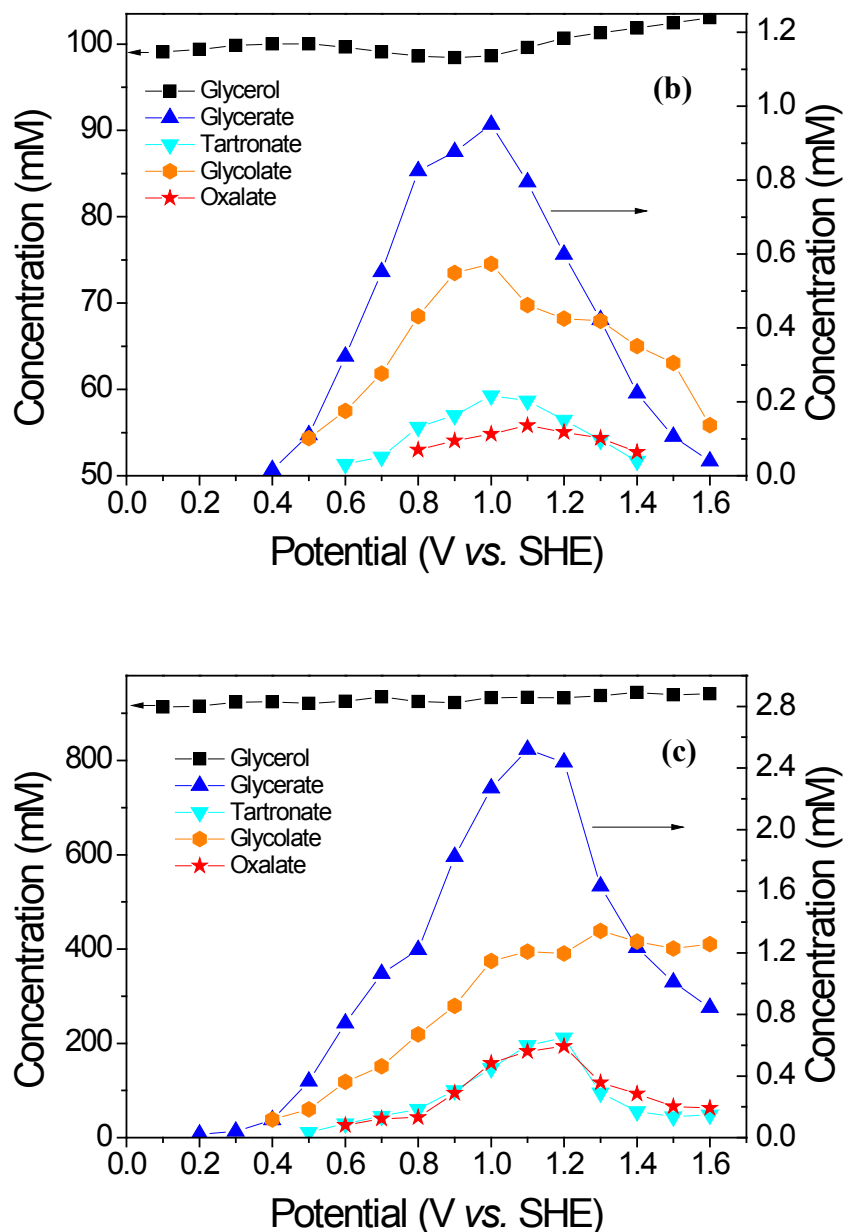 (b)
Glycerol
Glycerate
Tartronate
Glycolate
Oxalate
Concentration (mM)
100
90
80
70
60
50
1.2
1.0
0.8
0.6
0.4
0.2
0.0
Concentration (mM)
0.0 0.2 0.4 0.6 0.8 1.0 1.2 1.4 1.6
Potential (V vs. SHE)
(c)
Glycerol
Glycerate
Tartronate
Glycolate
Oxalate
Concentration (mM)
800
600
400
200
0
2.8
2.4
2.0
1.6
1.2
0.8
0.4
0.0
Concentration (mM)
0.0 0.2 0.4 0.6 0.8 1.0 1.2 1.4 1.6
Potential (V vs. SHE)